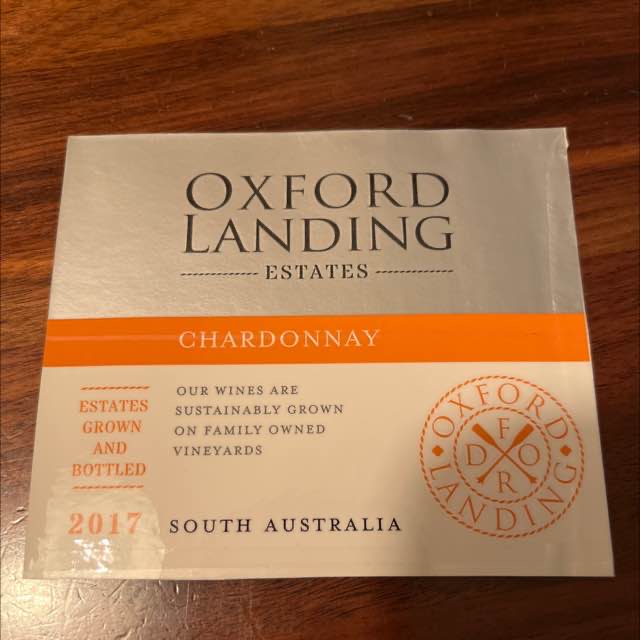 OXFORD
LANDING
ESTATES
CHARDONNAY
ESTATES
GROWN
AND
BOTTLED
OUR WINES ARE
SUSTAINABLY GROWN
ON FAMILY OWNED
VINEYARDS
2017 SOUTH AUSTRALIA
OXFORD
LANDING
F
D O
R